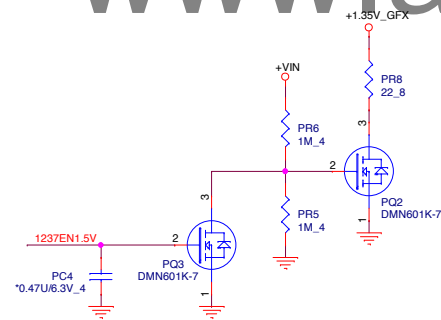 +1.35V_GFX
+VIN
PR8
22_8
PR6
1M_4
3
2
1
PQ2
DMN601K-7
PR5
1M_4
3
1237EN1.5V
2
PQ3
DMN601K-7
1
PC4
*0.47U/6.3V_4